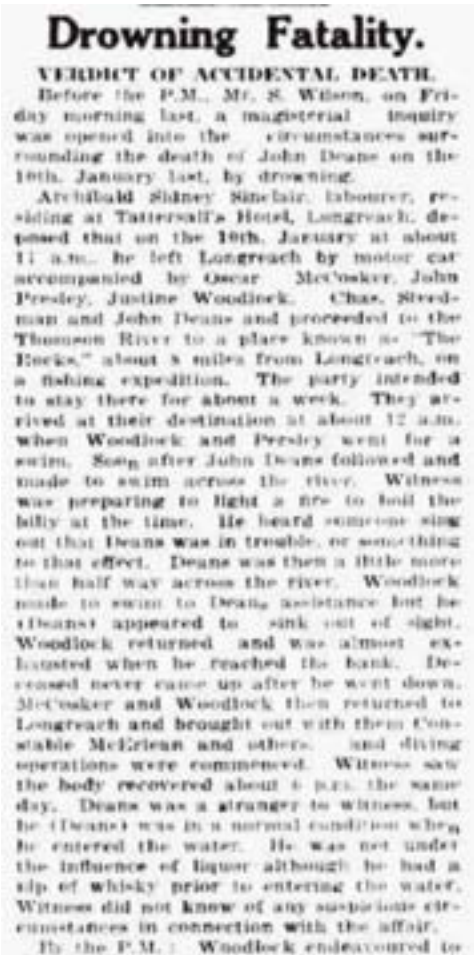 Drowning Fatality.
VERDICT OF ACCIDENTAL DEATH.
Before the P.M., Mr. S. Wilson, on Fri-
day morning last, a magisterial inquiry
was opened into the circumstances sur-
rounding the death of John Deans on the
10th. January last, by drowning.
Archibald Sidney Sinclair, labourer, re-
siding at Tattersall's Hotel, Longreach, de-
posed that on the 10th. January at about
11 a.m., he left Longreach by motor car
accompanied by Oscar McCosker, John
Presley, Justine Woodlock, Chas. Steed-
man and John Deans and proceeded to the
Thomson River to a place known as "The
Rocks," about 8 miles from Longreach, on
a fishing expedition. The party intended
to stay there for about a week. They ar-
rived at their destination at about 12 a.m.
when Woodlock and Persley went for a
swim. Soon after John Deans followed and
made to swim across the river. Witness
was preparing to light a fire to boil the
billy at the time. He heard someone sing
out that Deans was in trouble, or something
to that effect. Deans was then a little more
than half way across the river. Woodlock
made to swim to Deans assistance but he
(Deans) appeared to sink out of sight.
Woodlock returned and was almost ex-
hausted when he reached the bank. De-
ceased never came up after he went down.
McCosker and Woodlock then returned to
Longreach and brought out with them Con-
stable McErlean and others, and diving
operations were commenced. Witness saw
the body recovered about 6 p.m. the same
day. Deans was a stranger to witness, but
he (Deans) was in a normal condition when
he entered the water. He was not under
the influence of liquor although he had a
sip of whisky prior to entering the water.
Witness did not know of any suspicious cir-
cumstances in connection with the affair.
By the P.M.: Woodlock endeavoured to